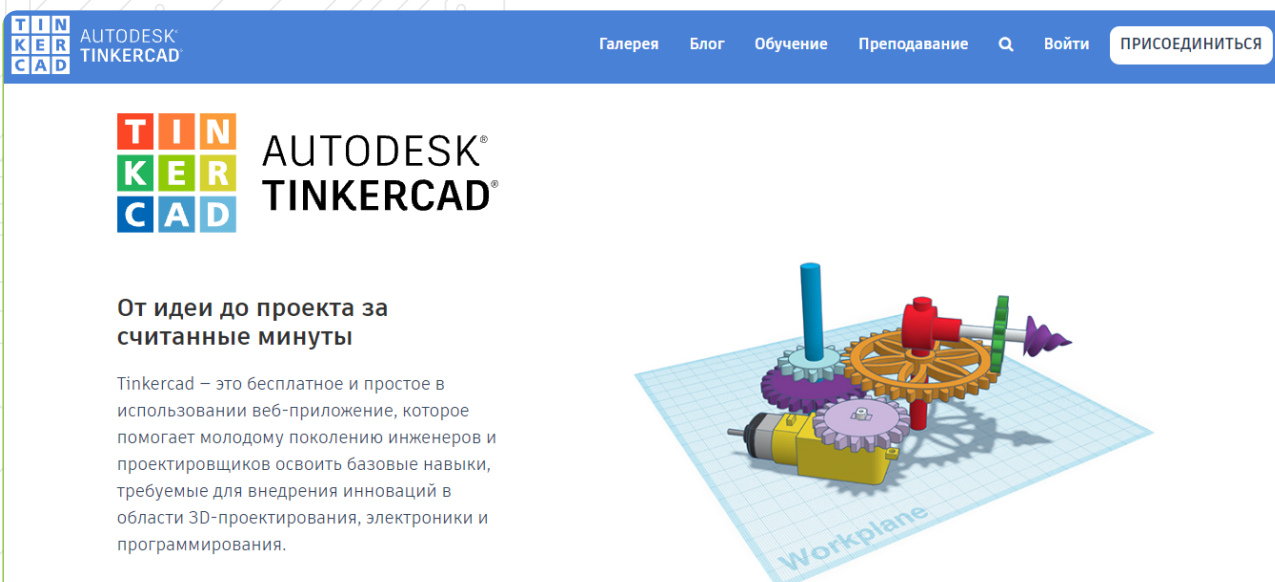 TIN
KER
CAD
AUTODESK®
TINKERCAD®
Галерея Блог Обучение Преподавание Войти ПРИСОЕДИНИТЬСЯ
TIN
KER
CAD
AUTODESK®
TINKERCAD®
От идеи до проекта за
считанные минуты
Tinkercad – это бесплатное и простое в
использовании веб-приложение, которое
помогает молодому поколению инженеров и
проектировщиков освоить базовые навыки,
требуемые для внедрения инноваций в
области 3D-проектирования, электроники и
программирования.
Workplane